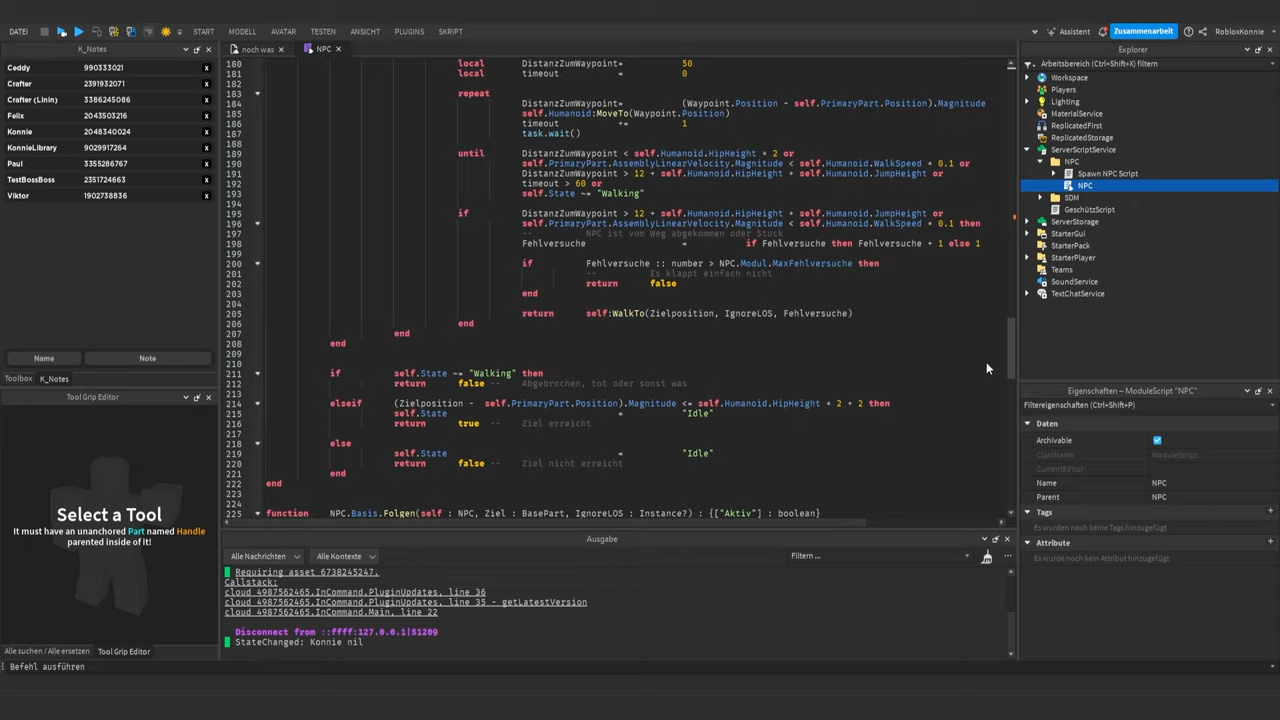 DATEI START MODELL AVATAR TESTEN ANSICHT PLUGINS SKRIPT Assistent Zusammenarbeit RobloxKonnie
K_Notes
Ceddy 990333021 x
Crafter 2391932071 x
Crafter (Linin) 3386245086 x
Felix 2043503216 x
Konnie 2048340024 x
KonnieLibrary 9029917264 x
Paul 3355286767 x
TestBossBoss 2351724663 x
Viktor 1902738836 x
Name Note
Toolbox K_Notes
Tool Grip Editor
Select a Tool
It must have an unanchored Part named Handle
parented inside of it!
Alle suchen / Alle ersetzen Tool Grip Editor
noch was NPC
180 local DistanzZumWaypoint= 50
181 local timeout = 0
182
183 repeat
184 DistanzZumWaypoint= (Waypoint.Position - self.PrimaryPart.Position).Magnitude
185 self.Humanoid:MoveTo(Waypoint.Position)
186 timeout += 1
187 task.wait()
188
189 until DistanzZumWaypoint < self.Humanoid.HipHeight * 2 or
190 self.PrimaryPart.AssemblyLinearVelocity.Magnitude < self.Humanoid.WalkSpeed * 0.1 or
191 DistanzZumWaypoint > 12 + self.Humanoid.HipHeight + self.Humanoid.JumpHeight or
192 timeout > 60 or
193 self.State ~= "Walking"
194
195 if DistanzZumWaypoint > 12 + self.Humanoid.HipHeight + self.Humanoid.JumpHeight or
196 self.PrimaryPart.AssemblyLinearVelocity.Magnitude < self.Humanoid.WalkSpeed * 0.1 then
197 -- NPC ist vom Weg abgekommen oder Stuck
198 Fehlversuche = if Fehlversuche then Fehlversuche + 1 else 1
199
200 if Fehlversuche :: number > NPC.Modul.MaxFehlversuche then
201 -- Es klappt einfach nicht
202 return false
203 end
204
205 return self:WalkTo(Zielposition, IgnoreLOS, Fehlversuche)
206 end
207 end
208 end
209
210
211 if self.State ~= "Walking" then
212 return false -- Abgebrochen, tot oder sonst was
213
214 elseif (Zielposition - self.PrimaryPart.Position).Magnitude <= self.Humanoid.HipHeight * 2 + 2 then
215 self.State = "Idle"
216 return true -- Ziel erreicht
217
218 else
219 self.State = "Idle"
220 return false -- Ziel nicht erreicht
221 end
222 end
223
224
225 function NPC.Basis.Folgen(self : NPC, Ziel : BasePart, IgnoreLOS : Instance?) : {["Aktiv"] : boolean}
Ausgabe
Alle Nachrichten Alle Kontexte Filtern ...
Requiring asset 6738245247.
Callstack:
cloud_4987562465.InCommand.PluginUpdates, line 36
cloud_4987562465.InCommand.PluginUpdates, line 35 - getLatestVersion
cloud_4987562465.InCommand.Main, line 22
Disconnect from ::ffff:127.0.0.1|51209
StateChanged: Konnie nil
Explorer
Arbeitsbereich (Ctrl+Shift+X) filtern
Workspace
Players
Lighting
MaterialService
ReplicatedFirst
ReplicatedStorage
ServerScriptService
NPC
Spawn NPC Script
NPC
SDM
GeschützScript
ServerStorage
StarterGui
StarterPack
StarterPlayer
Teams
SoundService
TextChatService
Eigenschaften – ModuleScript "NPC"
Filtereigenschaften (Ctrl+Shift+P)
Daten
Archivable
ClassName ModuleScript
CurrentEditor
Name NPC
Parent NPC
Tags
Es wurden noch keine Tags hinzugefügt
Attribute
Es wurde noch kein Attribut hinzugefügt
Befehl ausführen